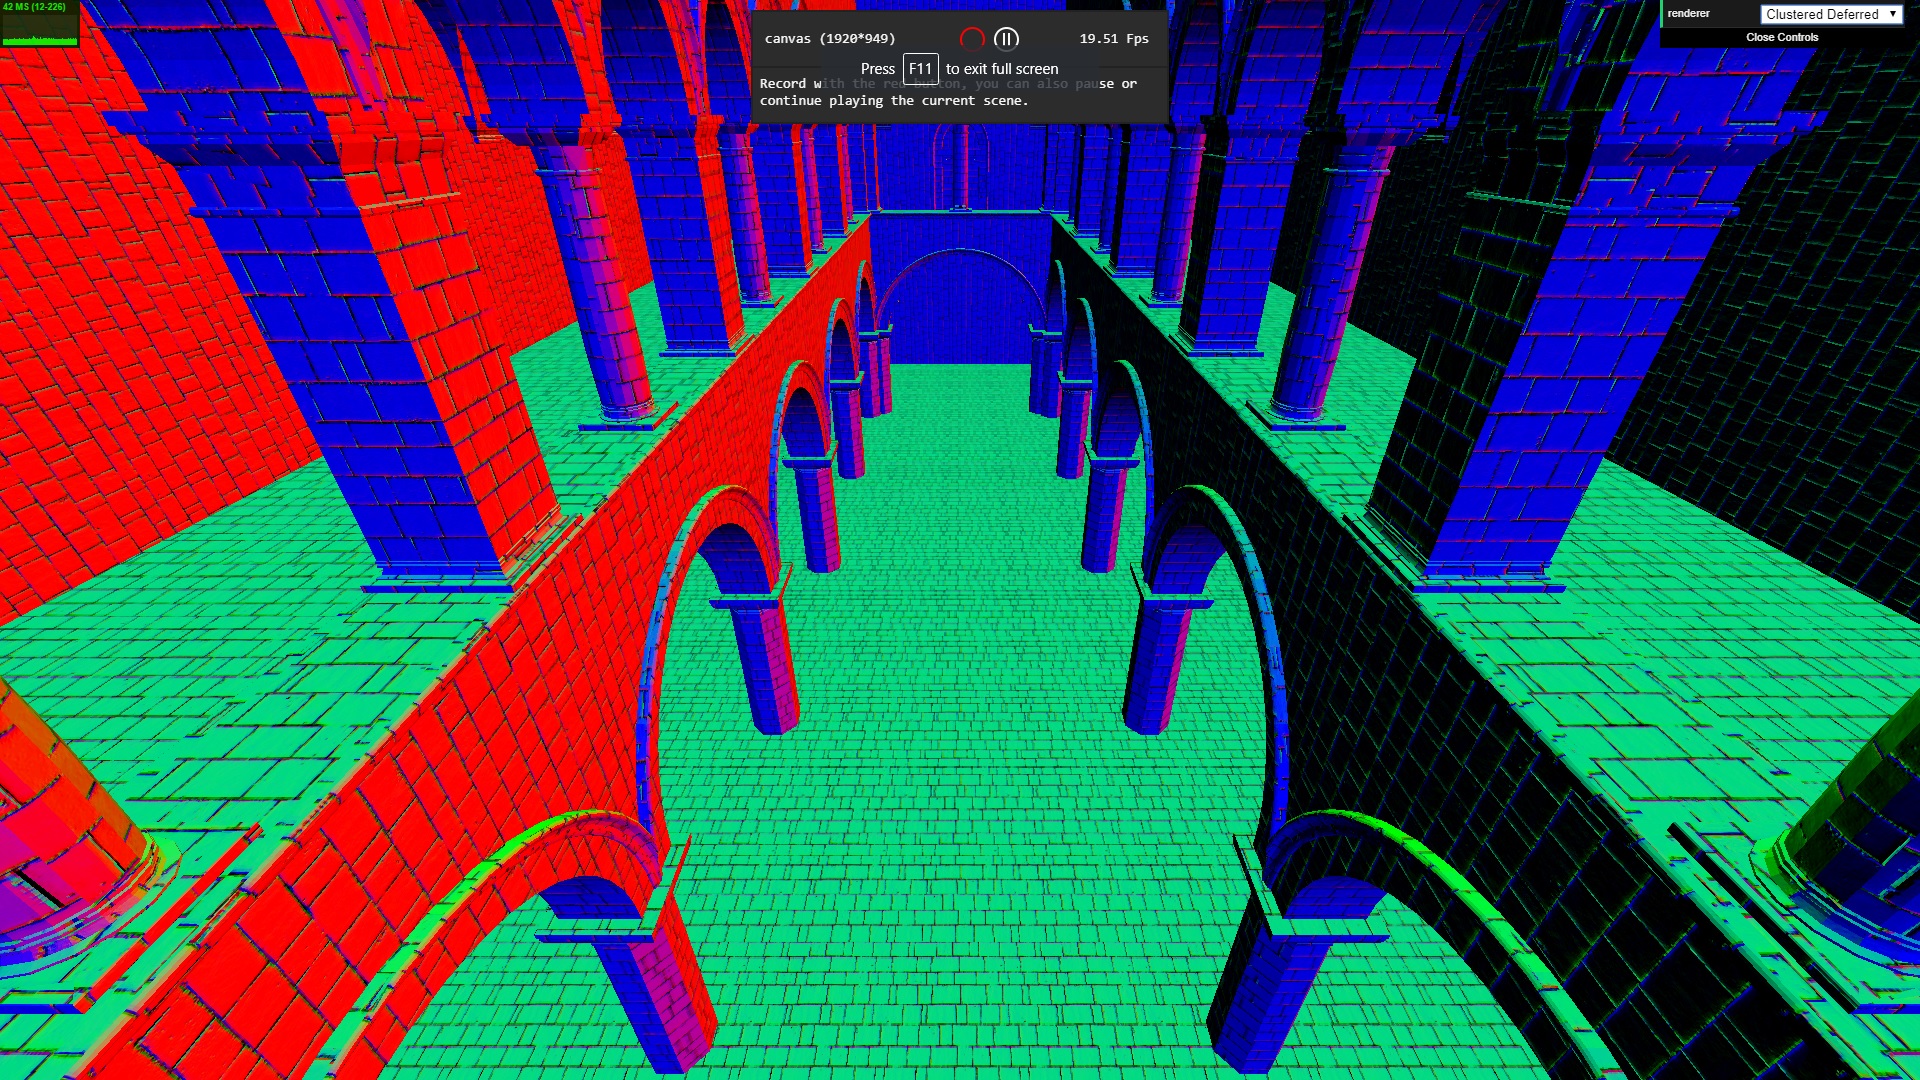 42 MS (12-226)
canvas (1920*949)
19.51 Fps
Press F11 to exit full screen
Record with the red button, you can also pause or
continue playing the current scene.
renderer
Clustered Deferred
Close Controls